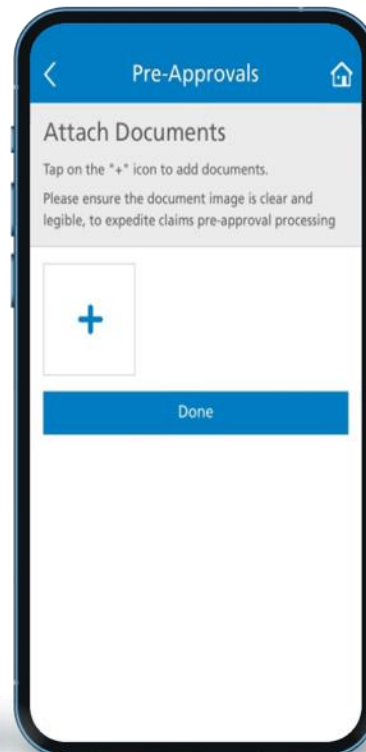 Pre-Approvals
Attach Documents
Tap on the "+" icon to add documents.
Please ensure the document image is clear and
legible, to expedite claims pre-approval processing
+
Done